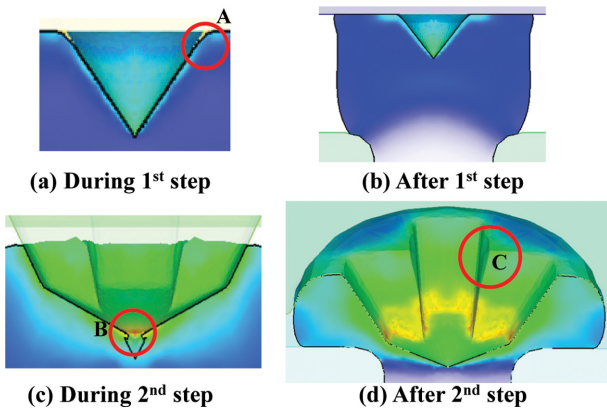 A
(a) During 1st step
(b) After 1st step
B
C
(c) During 2nd step
(d) After 2nd step